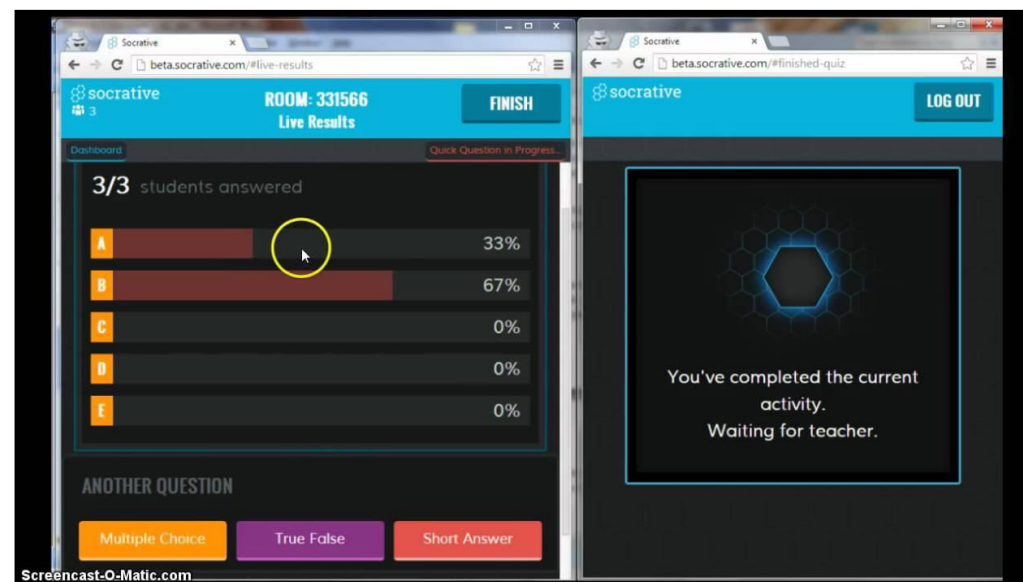 Socrative
beta.socrative.com/#live-results
socrative
3
ROOM: 331566
Live Results
FINISH
Dashboard
Quick Question in Progress...
3/3 students answered
A 33%
B 67%
C 0%
D 0%
E 0%
ANOTHER QUESTION
Multiple Choice
True False
Short Answer
Socrative
beta.socrative.com/#finished-quiz
socrative
LOG OUT
You've completed the current
activity.
Waiting for teacher.
Screencast-O-Matic.com